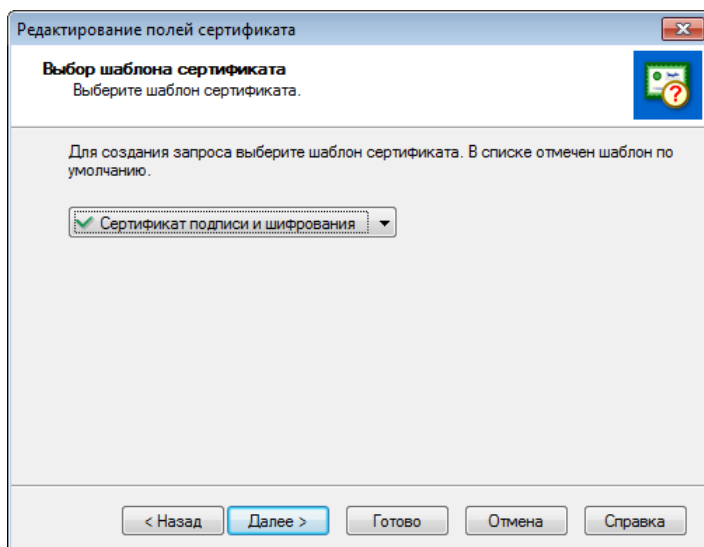 Редактирование полей сертификата
Выбор шаблона сертификата
Выберите шаблон сертификата.
Для создания запроса выберите шаблон сертификата. В списке отмечен шаблон по
умолчанию.
Сертификат подписи и шифрования
< Назад Далее > Готово Отмена Справка